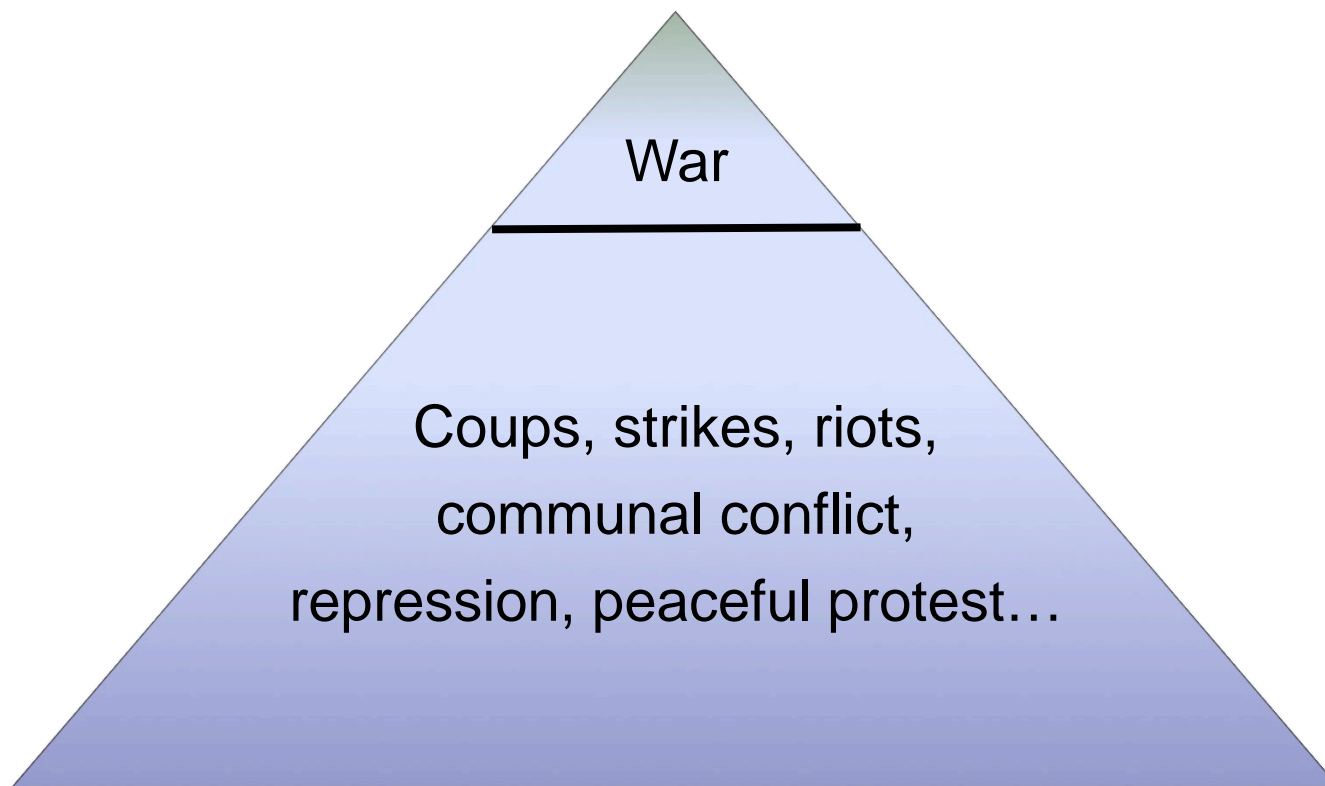 War
Coups, strikes, riots,
communal conflict,
repression, peaceful protest…